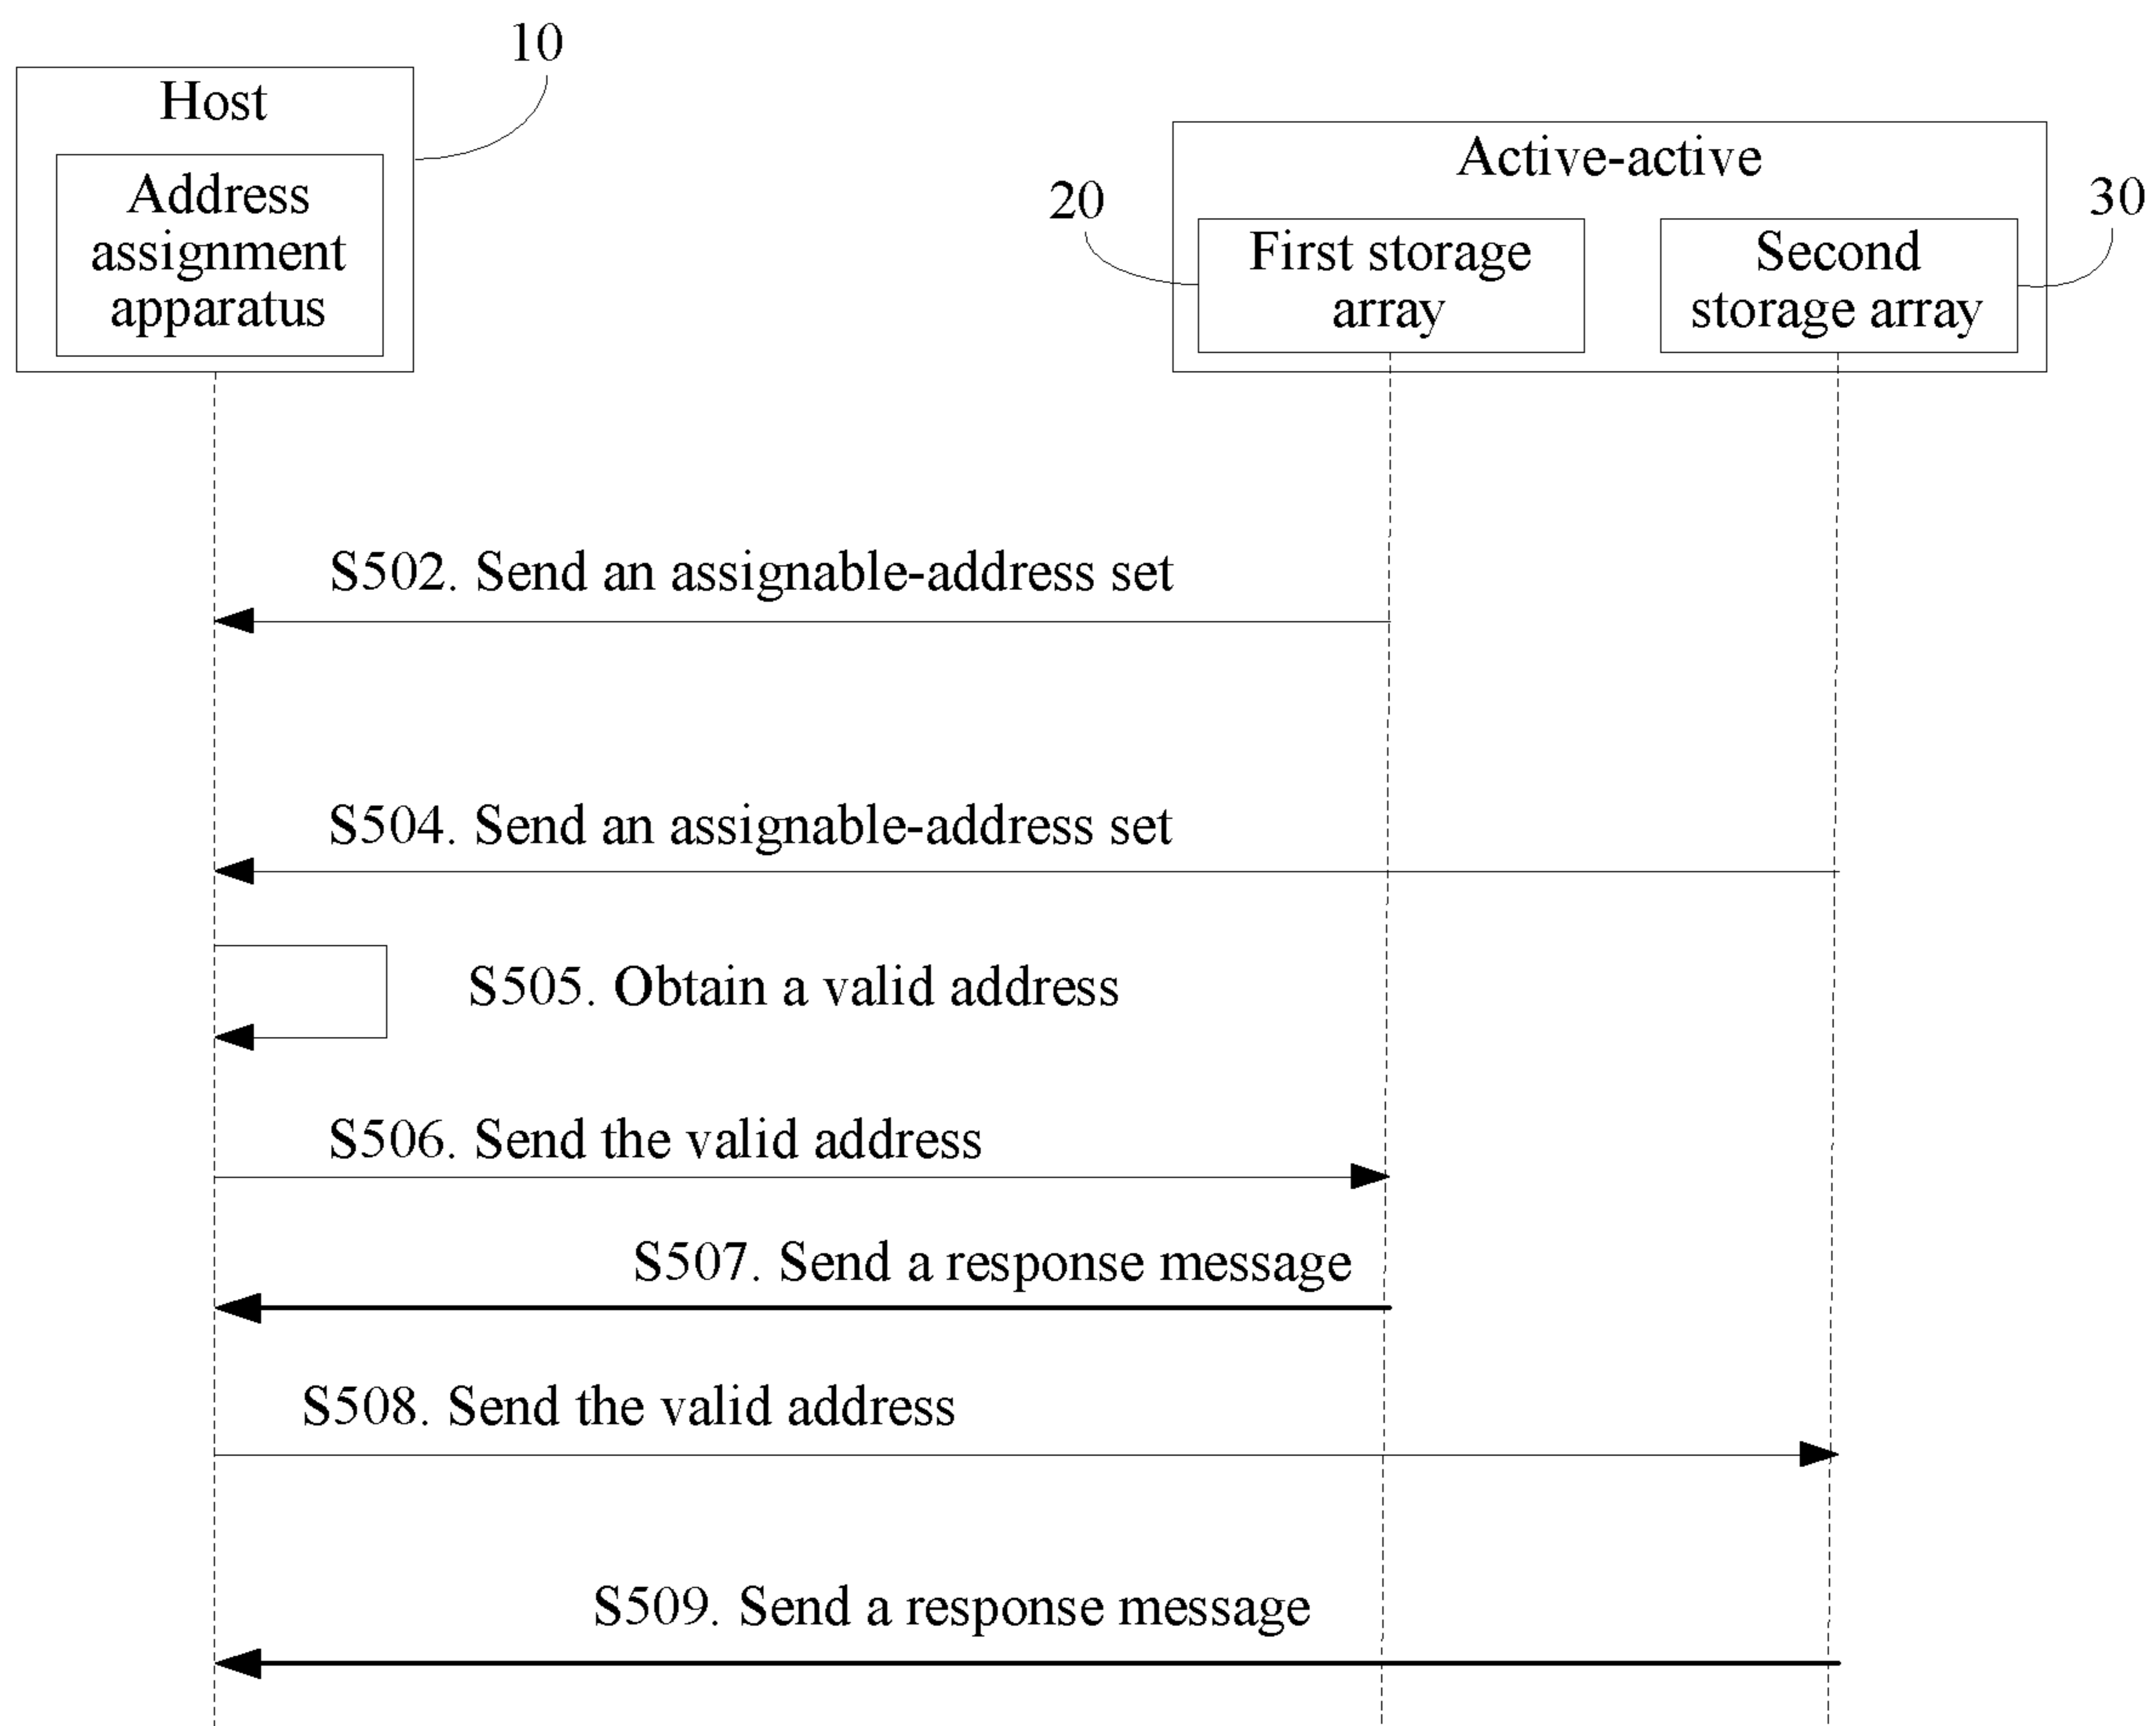 10
Host
Address
assignment
apparatus
Active-active
20
First storage
array
30
Second
storage array
S502. Send an assignable-address set
S504. Send an assignable-address set
S505. Obtain a valid address
S506. Send the valid address
S507. Send a response message
S508. Send the valid address
S509. Send a response message